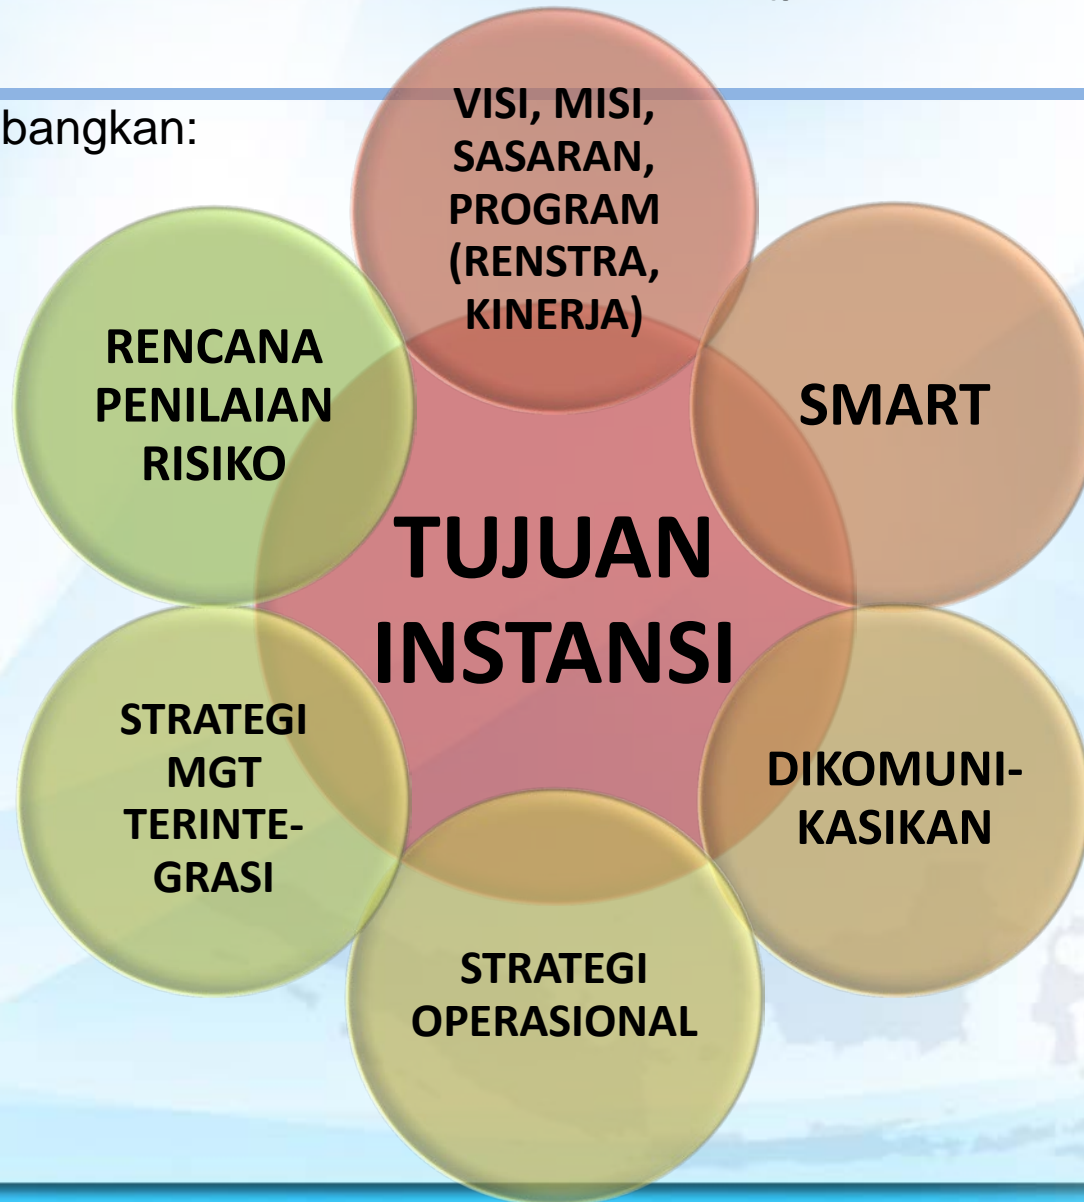 bangkan:
VISI, MISI,
SASARAN,
PROGRAM
(RENSTRA,
KINERJA)
SMART
DIKOMUNI-
KASIKAN
STRATEGI
OPERASIONAL
STRATEGI
MGT
TERINTE-
GRASI
RENCANA
PENILAIAN
RISIKO
TUJUAN
INSTANSI